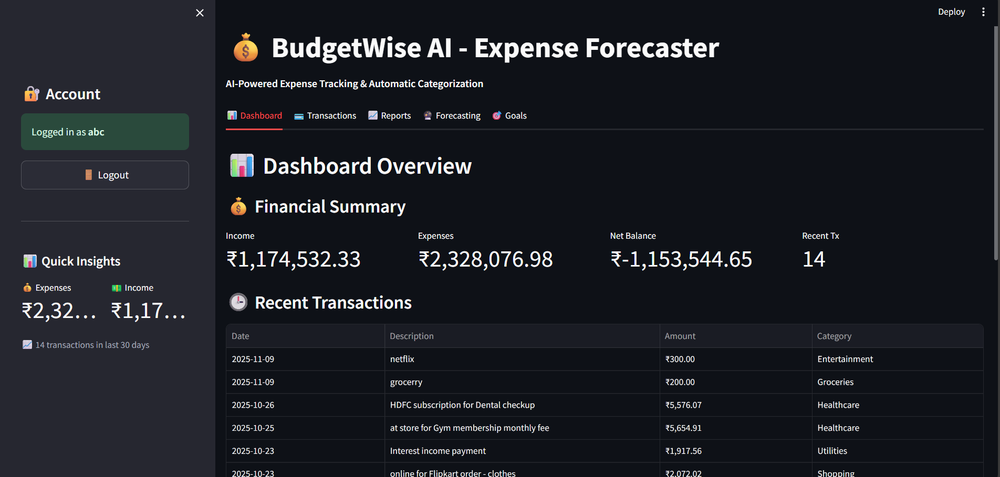 Deploy
Account
Logged in as abc
Logout
Quick Insights
Expenses Income
₹2,32... ₹1,17...
14 transactions in last 30 days
BudgetWise AI - Expense Forecaster
AI-Powered Expense Tracking & Automatic Categorization
Dashboard Transactions Reports Forecasting Goals
Dashboard Overview
Financial Summary
Income Expenses Net Balance Recent Tx
₹1,174,532.33 ₹2,328,076.98 ₹-1,153,544.65 14
Recent Transactions
Date Description Amount Category
2025-11-09 netflix ₹300.00 Entertainment
2025-11-09 grocerry ₹200.00 Groceries
2025-10-26 HDFC subscription for Dental checkup ₹5,576.07 Healthcare
2025-10-25 at store for Gym membership monthly fee ₹5,654.91 Healthcare
2025-10-23 Interest income payment ₹1,917.56 Utilities
2025-10-23 online for Flipkart order - clothes ₹2,072.02 Shopping